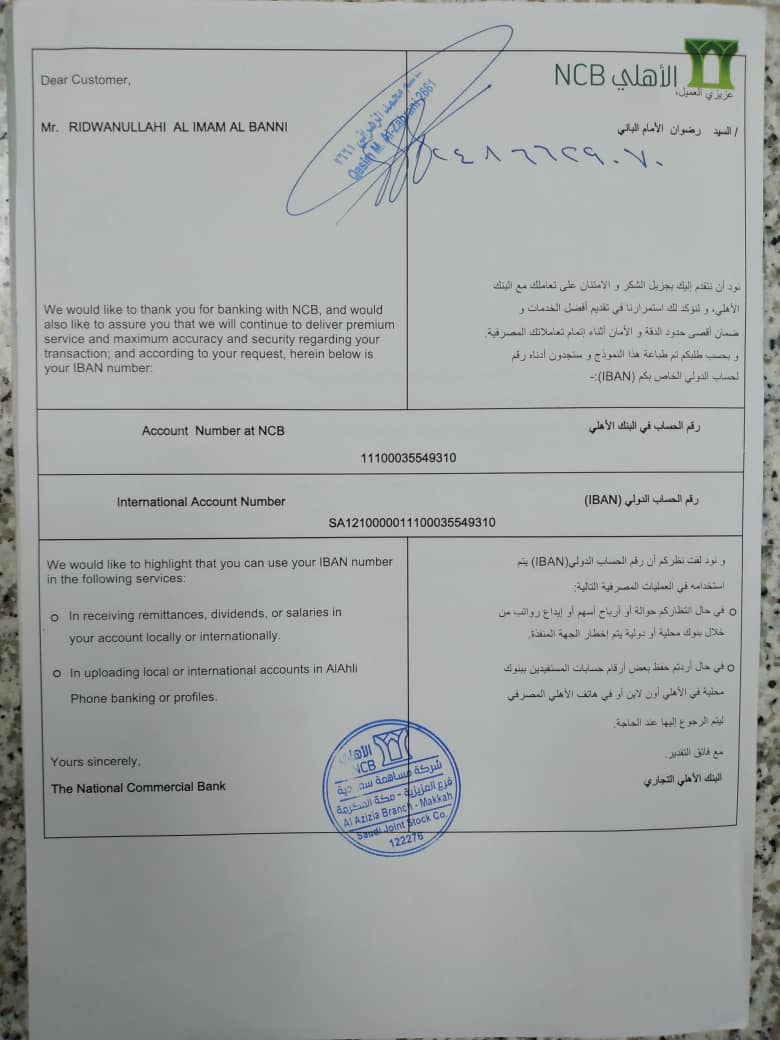 الأهلي NCB
Dear Customer,
عزيزي العميل،
Mr. RIDWANULLAHI AL IMAM AL BANNI
السيد / رضوان الأمام الباني
محمد الزهراني ٢٦٦١
Qasim M. Al-Zahrani 2661
We would like to thank you for banking with NCB, and would
also like to assure you that we will continue to deliver premium
service and maximum accuracy and security regarding your
transaction; and according to your request, herein below is
your IBAN number:
نود أن نتقدم إليك بجزيل الشكر و الامتنان على تعاملك مع البنك
الأهلي، و لنؤكد لك استمرارنا في تقديم أفضل الخدمات و
ضمان أقصى حدود الدقة و الأمان أثناء إتمام تعاملاتك المصرفية.
و بحسب طلبكم تم طباعة هذا النموذج و ستجدون أدناه رقم
لحساب الدولي الخاص بكم (IBAN):-
Account Number at NCB
رقم الحساب في البنك الأهلي
11100035549310
International Account Number
رقم الحساب الدولي (IBAN)
SA1210000011100035549310
We would like to highlight that you can use your IBAN number
in the following services:
o In receiving remittances, dividends, or salaries in
your account locally or internationally.
o In uploading local or international accounts in AlAhli
Phone banking or profiles.
و نود لفت نظركم أن رقم الحساب الدولي(IBAN) يتم
استخدامه في العمليات المصرفية التالية:
o في حال انتظاركم حوالة أو أرباح أسهم أو إيداع رواتب من
خلال بنوك محلية أو دولية يتم إخطار الجهة المنفذة.
o في حال أردتم حفظ بعض أرقام حسابات المستفيدين ببنوك
محلية في الأهلي أون لاين أو في هاتف الأهلي المصرفي
ليتم الرجوع إليها عند الحاجة.
Yours sincerely,
The National Commercial Bank
مع فائق التقدير.
البنك الأهلي التجاري
الأهلي
NCB
شركة مساهمة سعودية
فرع العزيزية - مكة المكرمة
Al Azizia Branch - Makkah
Saudi Joint Stock Co.
122276